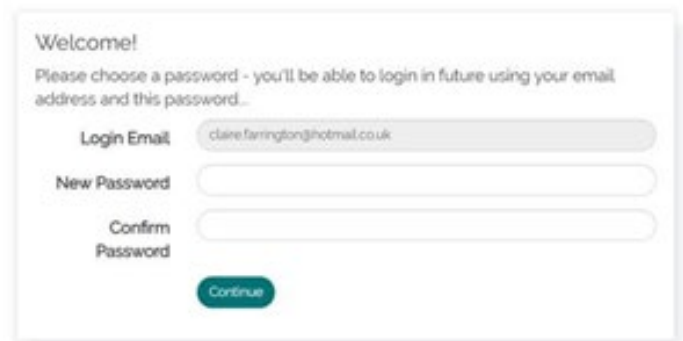 Welcome!
Please choose a password - you'll be able to login in future using your email
address and this password...
Login Email claire.farrington@hotmail.co.uk
New Password
Confirm
Password
Continue